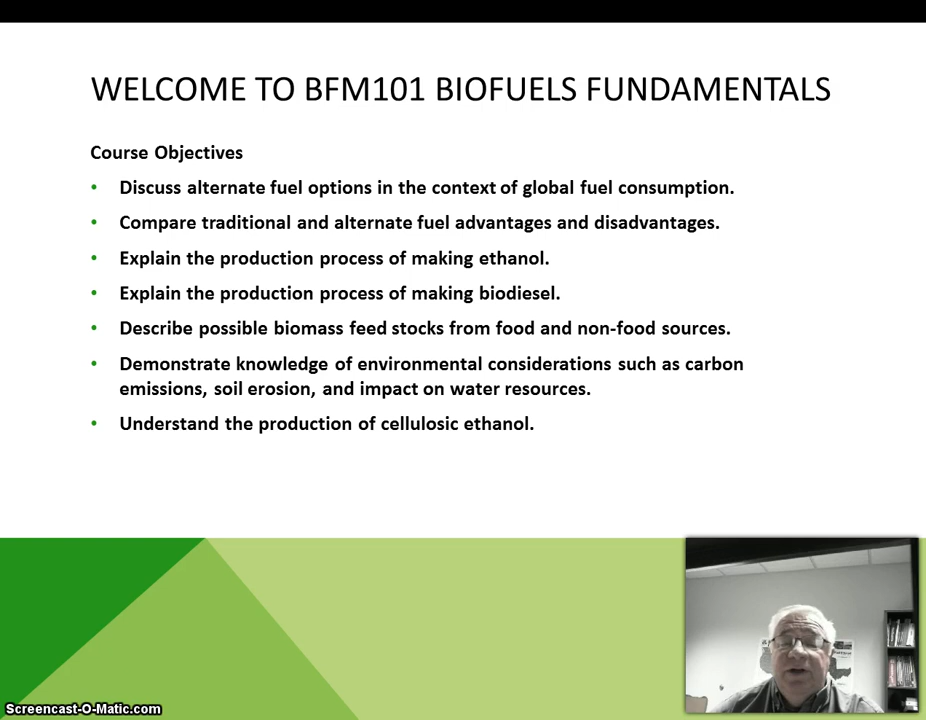 WELCOME TO BFM101 BIOFUELS FUNDAMENTALS
Course Objectives
• Discuss alternate fuel options in the context of global fuel consumption.
• Compare traditional and alternate fuel advantages and disadvantages.
• Explain the production process of making ethanol.
• Explain the production process of making biodiesel.
• Describe possible biomass feed stocks from food and non-food sources.
• Demonstrate knowledge of environmental considerations such as carbon
emissions, soil erosion, and impact on water resources.
• Understand the production of cellulosic ethanol.
Screencast-O-Matic.com